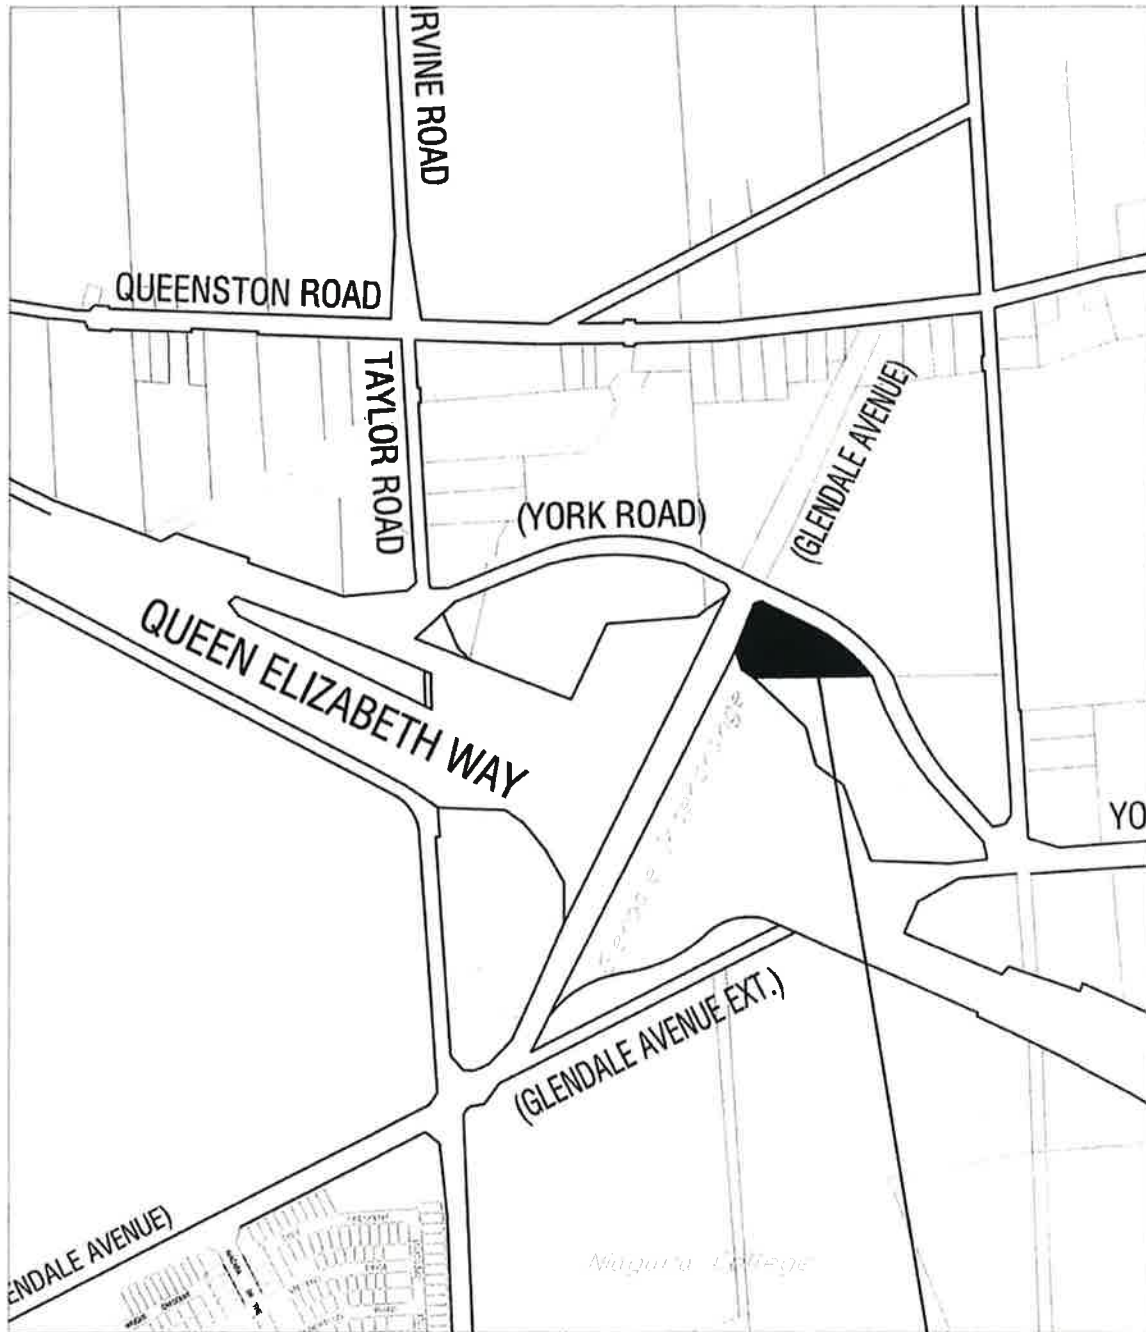 IRVINE ROAD
QUEENSTON ROAD
TAYLOR ROAD
(GLENDALE AVENUE)
(YORK ROAD)
QUEEN ELIZABETH WAY
YO
(GLENDALE AVENUE EXT.)
ENDALE AVENUE)
Niagara College